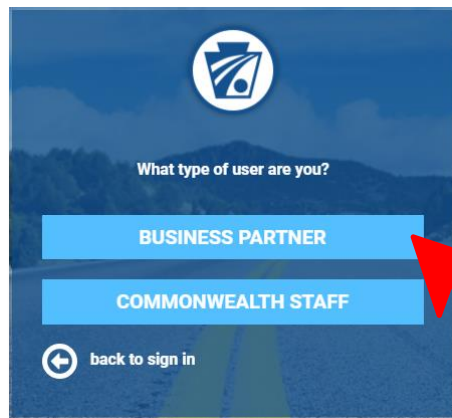 What type of user are you?
BUSINESS PARTNER
COMMONWEALTH STAFF
back to sign in